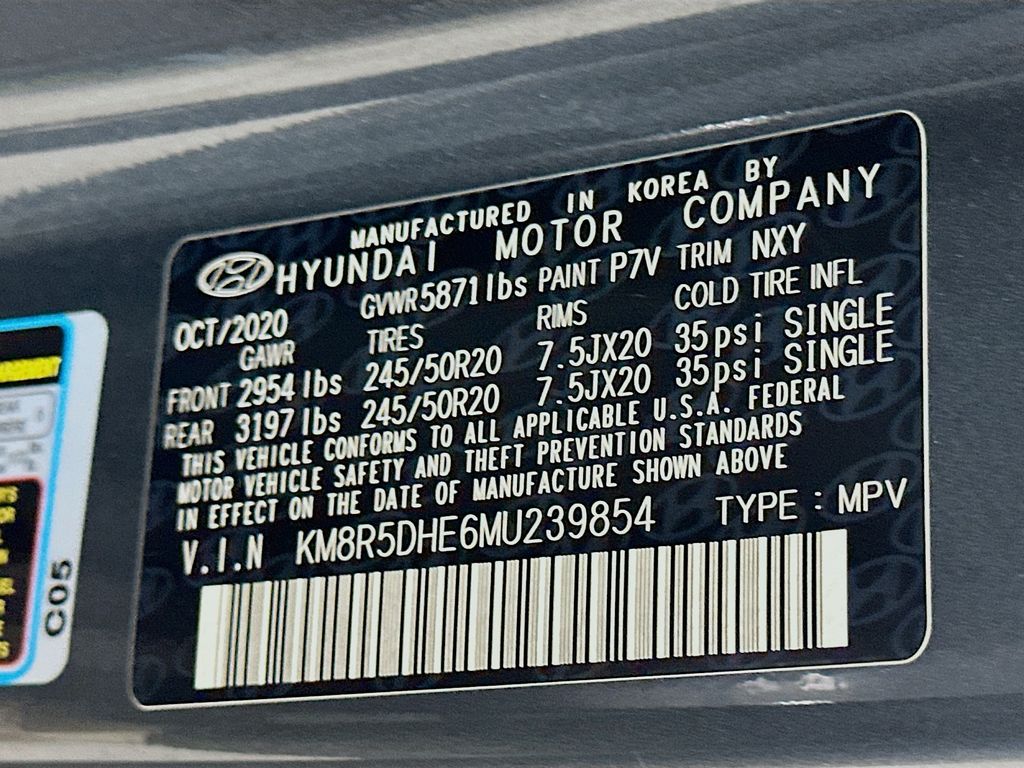 MANUFACTURED IN KOREA BY
HYUNDAI MOTOR COMPANY
OCT/2020 GVWR 5871lbs PAINT P7V TRIM NXY
GAWR TIRES RIMS COLD TIRE INFL
FRONT 2954 lbs 245/50R20 7.5JX20 35psi SINGLE
REAR 3197 lbs 245/50R20 7.5JX20 35psi SINGLE
THIS VEHICLE CONFORMS TO ALL APPLICABLE U.S.A. FEDERAL
MOTOR VEHICLE SAFETY AND THEFT PREVENTION STANDARDS
IN EFFECT ON THE DATE OF MANUFACTURE SHOWN ABOVE
V.I.N KM8R5DHE6MU239854 TYPE : MPV
C05